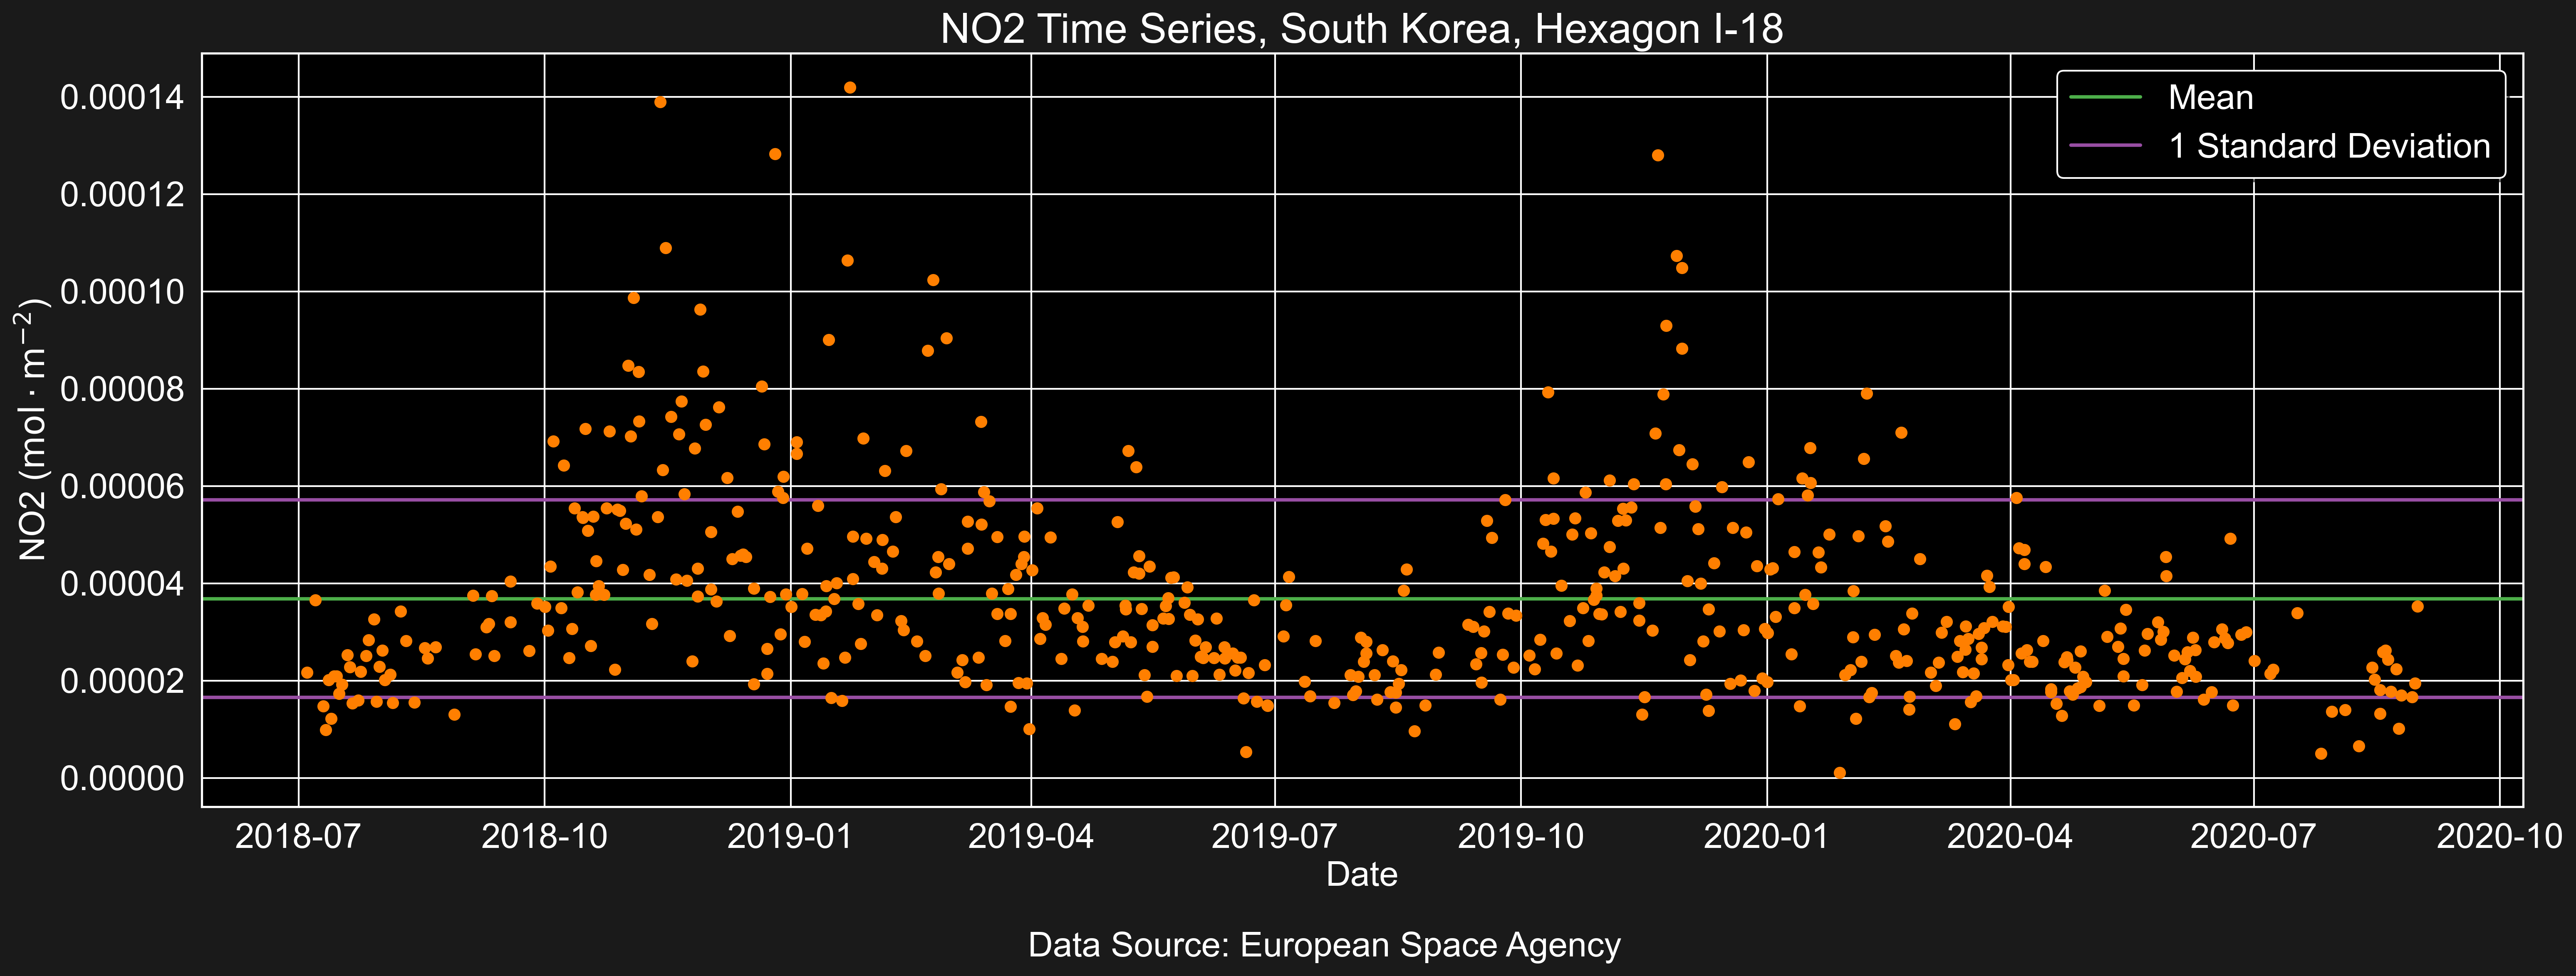 NO2 Time Series, South Korea, Hexagon I-18
Mean
1 Standard Deviation
NO2 (mol · m⁻²)
0.00014
0.00012
0.00010
0.00008
0.00006
0.00004
0.00002
0.00000
2018-07 2018-10 2019-01 2019-04 2019-07 2019-10 2020-01 2020-04 2020-07 2020-10
Date
Data Source: European Space Agency